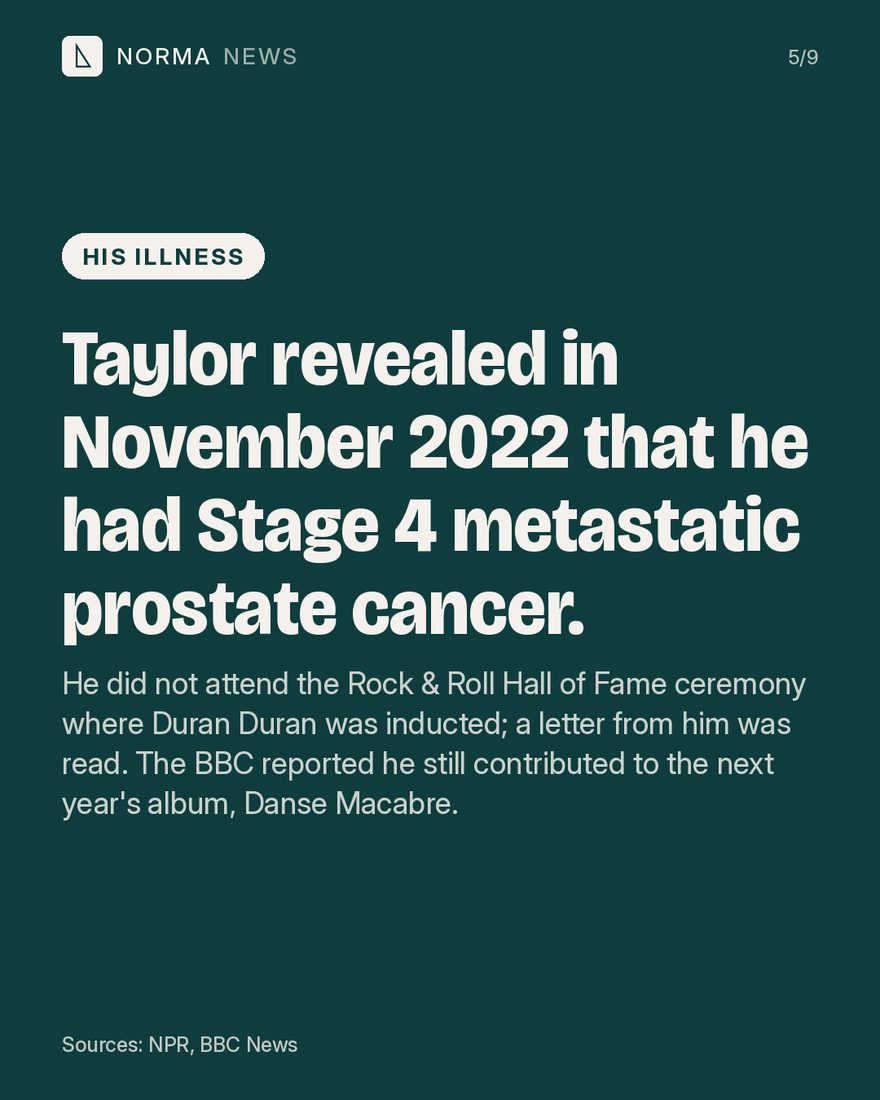 NORMA NEWS
5/9
HIS ILLNESS
Taylor revealed in
November 2022 that he
had Stage 4 metastatic
prostate cancer.
He did not attend the Rock & Roll Hall of Fame ceremony
where Duran Duran was inducted; a letter from him was
read. The BBC reported he still contributed to the next
year's album, Danse Macabre.
Sources: NPR, BBC News